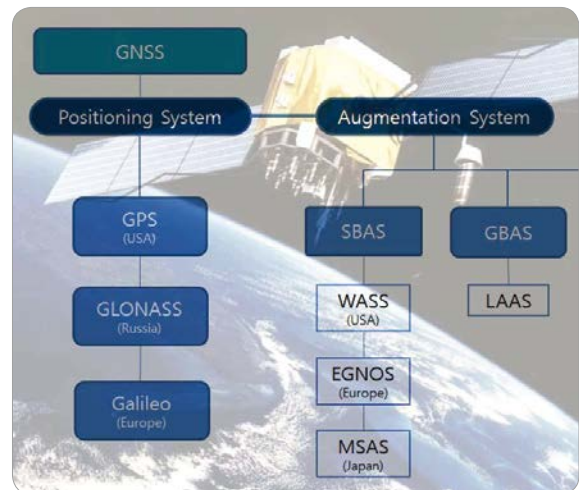 GNSS
Positioning System
Augmentation System
GPS
(USA)
SBAS
GBAS
GLONASS
(Russia)
WASS
(USA)
LAAS
EGNOS
(Europe)
Galileo
(Europe)
MSAS
(Japan)